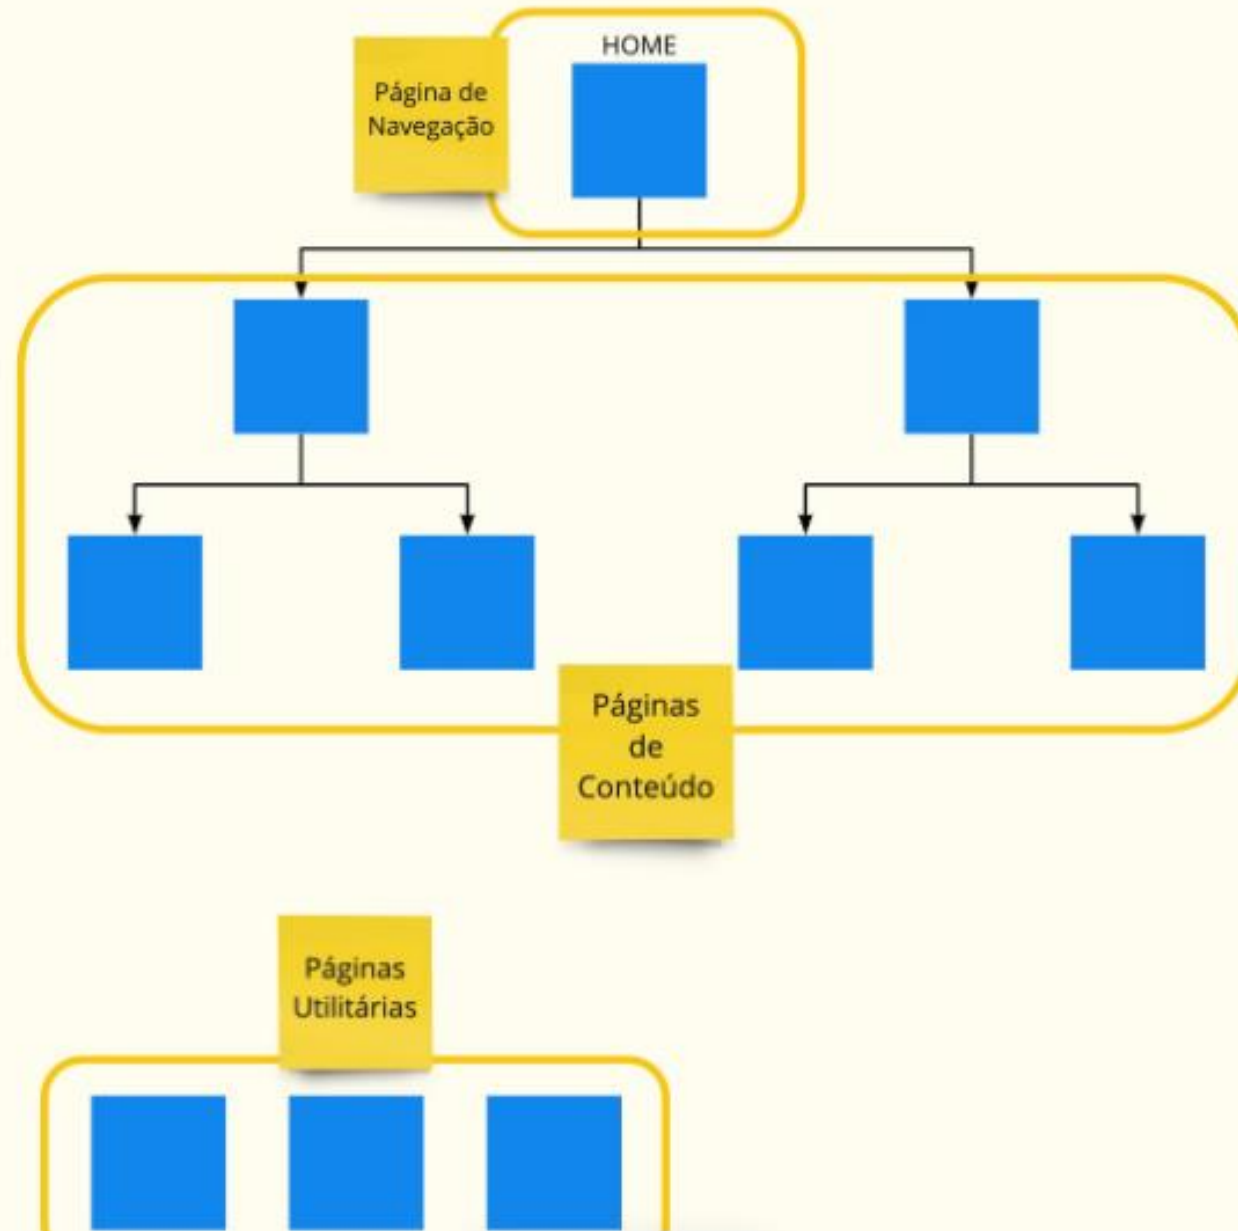 HOME
Página de
Navegação
Páginas
de
Conteúdo
Páginas
Utilitárias